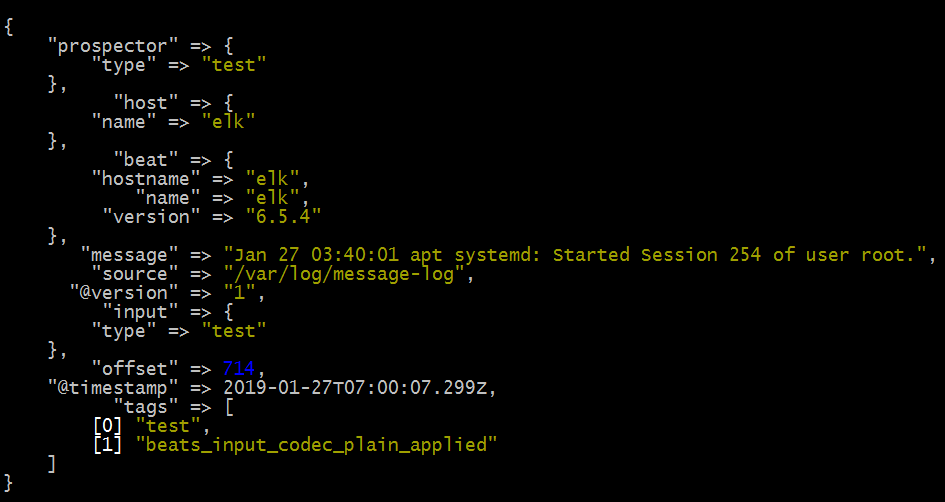 {
    "prospector" => {
        "type" => "test"
    },
          "host" => {
        "name" => "elk"
    },
          "beat" => {
        "hostname" => "elk",
            "name" => "elk",
         "version" => "6.5.4"
    },
       "message" => "Jan 27 03:40:01 apt systemd: Started Session 254 of user root.",
        "source" => "/var/log/message-log",
      "@version" => "1",
         "input" => {
        "type" => "test"
    },
        "offset" => 714,
    "@timestamp" => 2019-01-27T07:00:07.299Z,
          "tags" => [
        [0] "test",
        [1] "beats_input_codec_plain_applied"
    ]
}